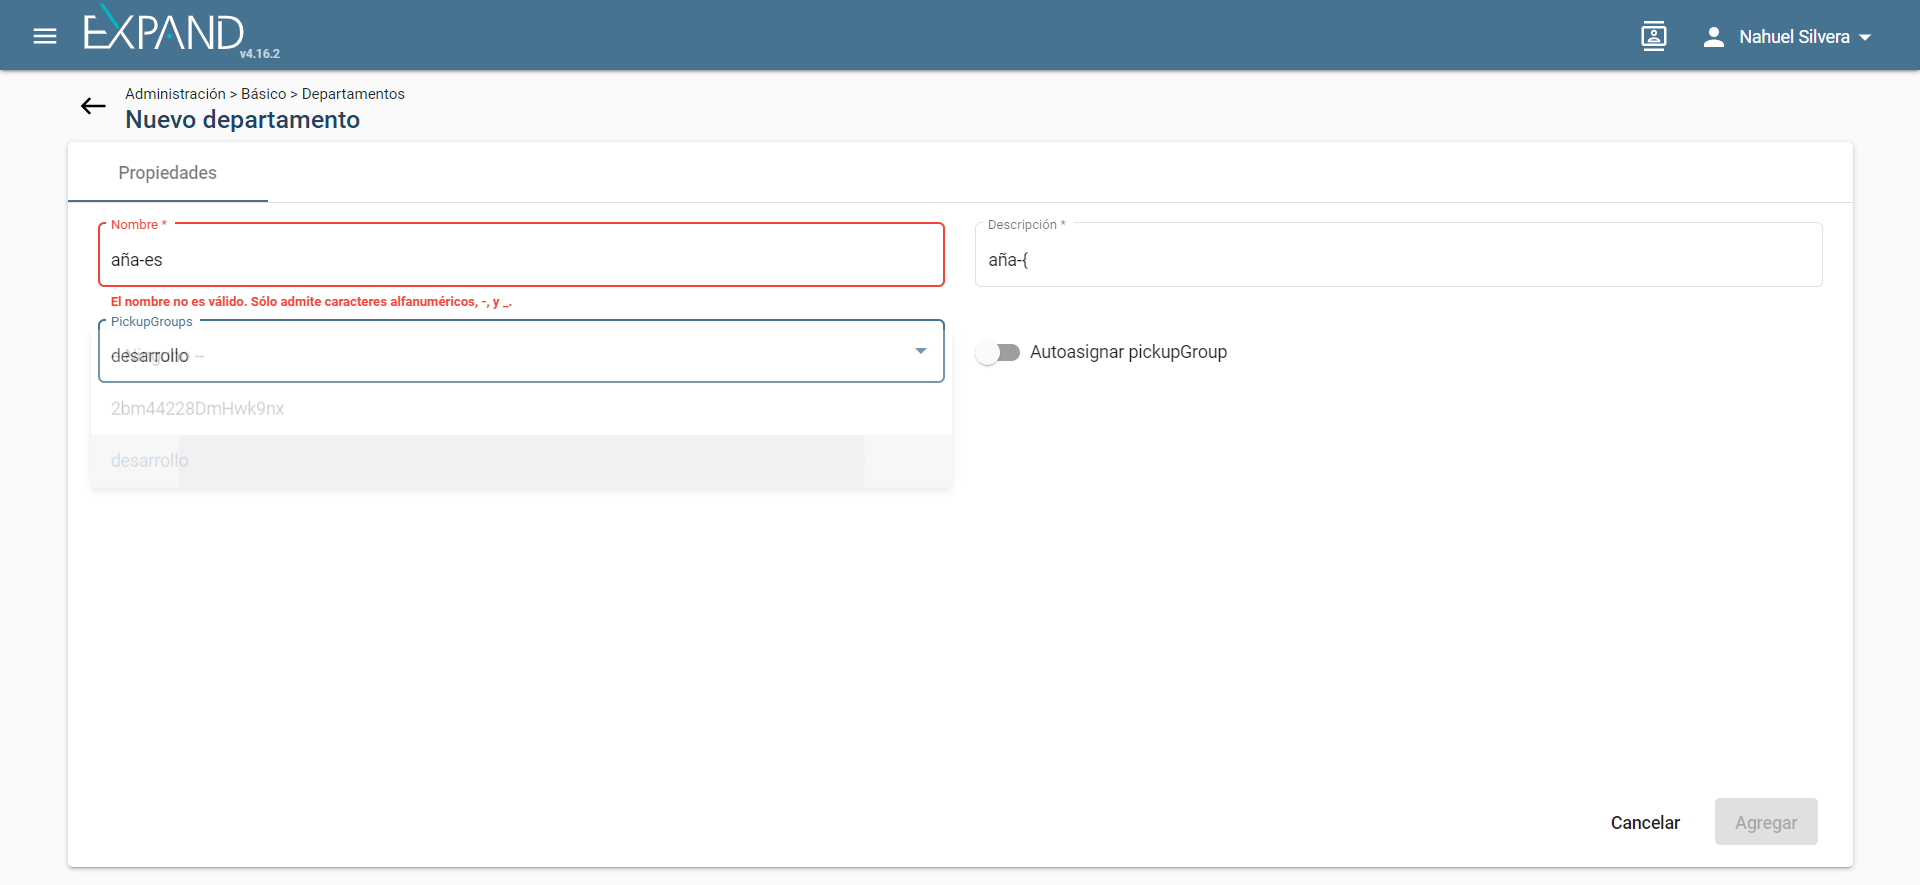 EXPAND
v4.16.2
Nahuel Silvera
Administración > Básico > Departamentos
Nuevo departamento
Propiedades
Nombre *
aña-es
El nombre no es válido. Sólo admite caracteres alfanuméricos, -, y _.
Descripción *
aña-{
PickupGroups
desarrollo
Autoasignar pickupGroup
2bm44228DmHwk9nx
desarrollo
Cancelar
Agregar